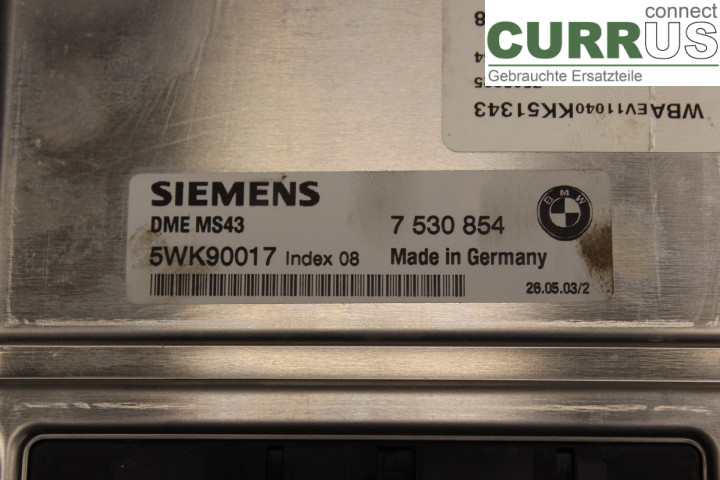 connect
CURRUS
Gebrauchte Ersatzteile
WBAEV11040KK51343
SIEMENS
DME MS43
7 530 854
BMW
5WK90017 Index 08
Made in Germany
26.05.03/2